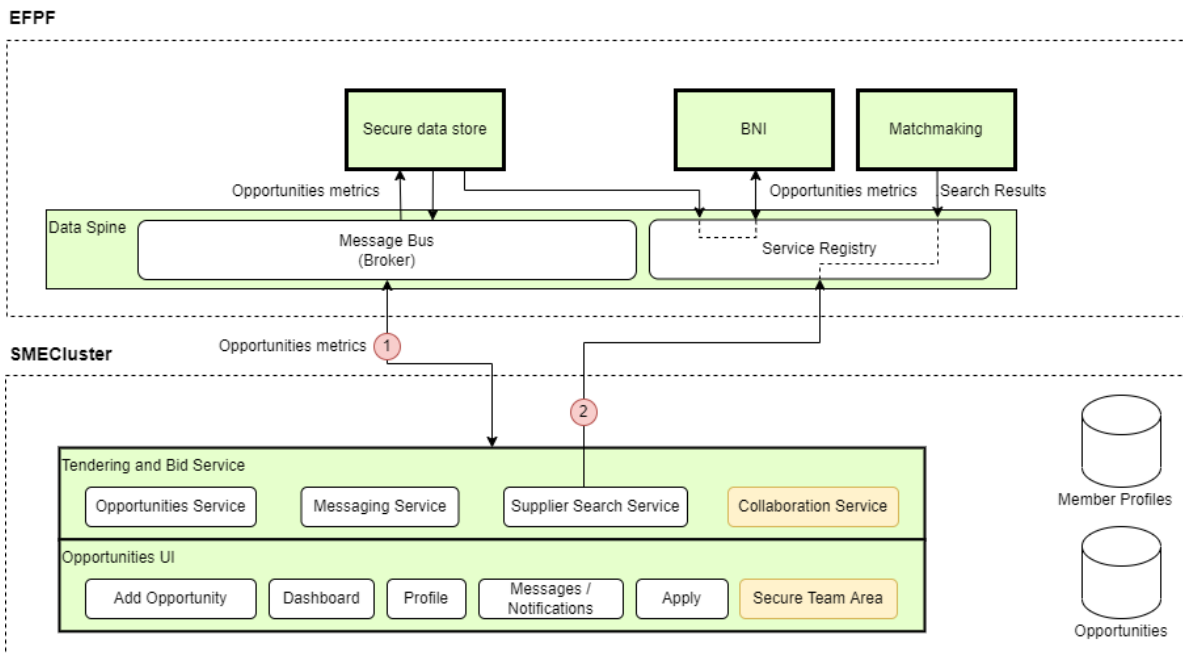 EFPF
Secure data store
BNI
Matchmaking
Opportunities metrics
Opportunities metrics
Search Results
Data Spine
Message Bus
(Broker)
Service Registry
Opportunities metrics
1
SMECluster
2
Tendering and Bid Service
Opportunities Service
Messaging Service
Supplier Search Service
Collaboration Service
Member Profiles
Opportunities UI
Add Opportunity
Dashboard
Profile
Messages /
Notifications
Apply
Secure Team Area
Opportunities